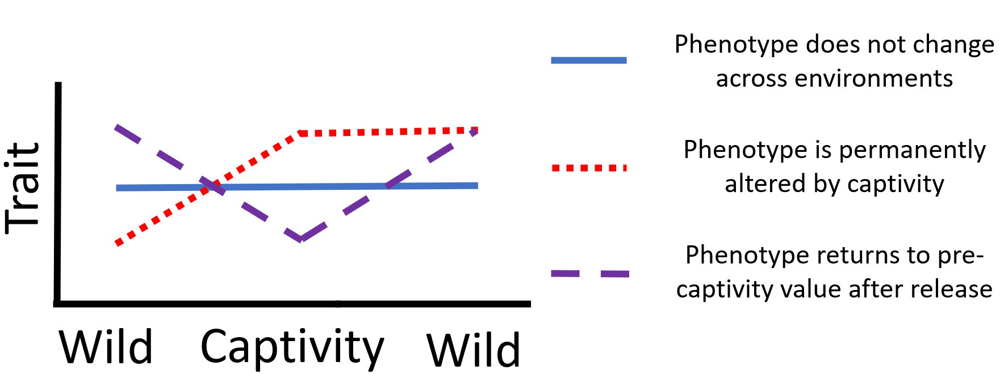 Phenotype does not change
across environments
Trait
Phenotype is permanently
altered by captivity
Phenotype returns to pre-
captivity value after release
Wild
Captivity
Wild